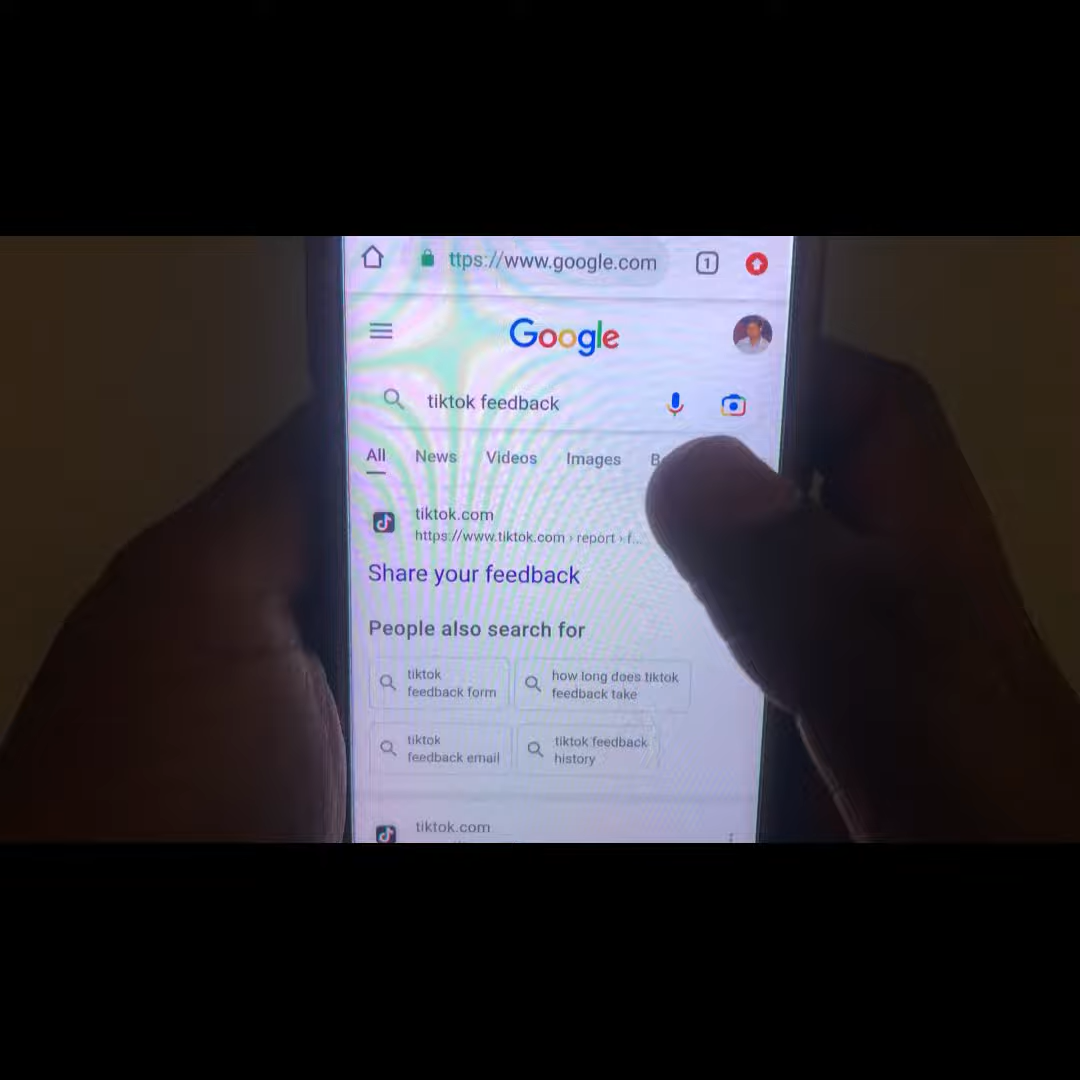 ttps://www.google.com
1
Google
tiktok feedback
All News Videos Images
tiktok.com
https://www.tiktok.com › report › f...
Share your feedback
People also search for
tiktok
feedback form
how long does tiktok
feedback take
tiktok
feedback email
tiktok feedback
history
tiktok.com